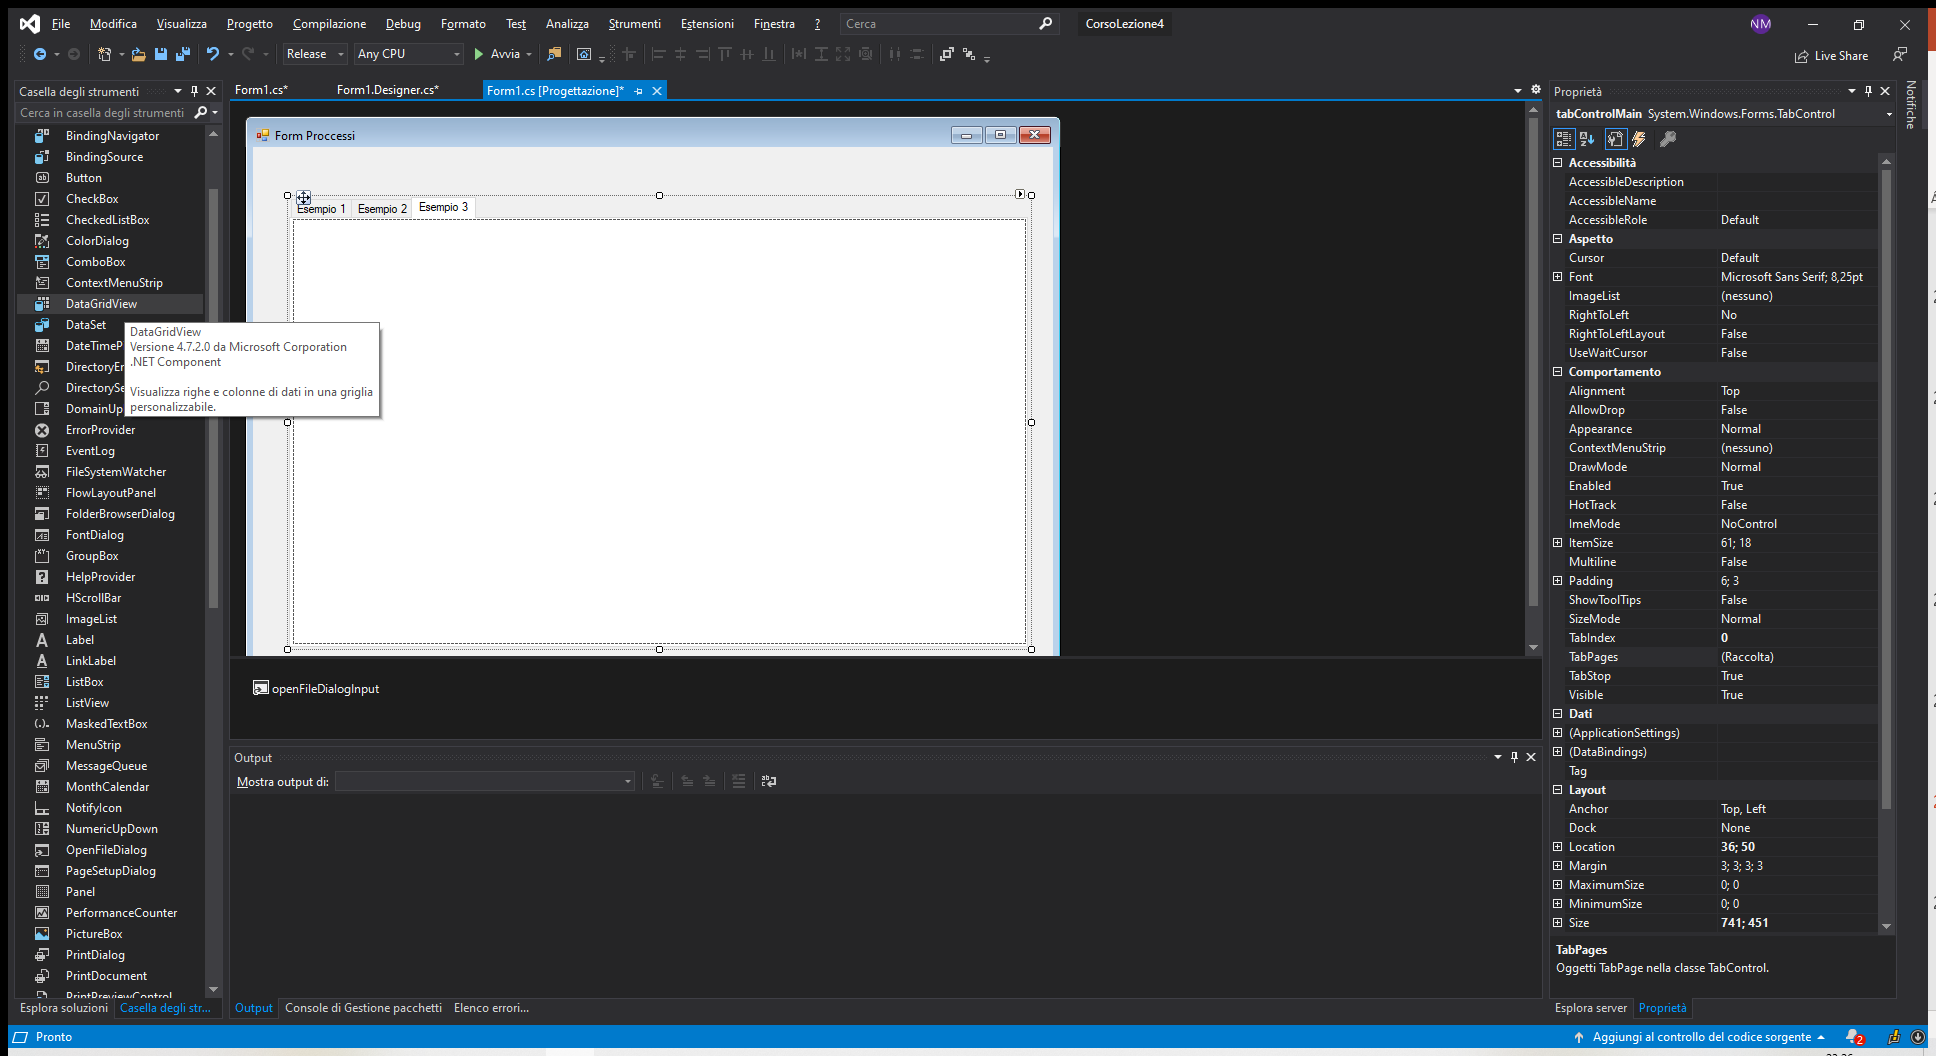 File Modifica Visualizza Progetto Compilazione Debug Formato Test Analizza Strumenti Estensioni Finestra ? Cerca CorsoLezione4 NM
Release Any CPU Avvia Live Share
Casella degli strumenti
Cerca in casella degli strumenti
BindingNavigator
BindingSource
Button
CheckBox
CheckedListBox
ColorDialog
ComboBox
ContextMenuStrip
DataGridView
DataSet
DateTimeP
DirectoryEn
DirectorySe
DomainUp
ErrorProvider
EventLog
FileSystemWatcher
FlowLayoutPanel
FolderBrowserDialog
FontDialog
GroupBox
HelpProvider
HScrollBar
ImageList
Label
LinkLabel
ListBox
ListView
MaskedTextBox
MenuStrip
MessageQueue
MonthCalendar
NotifyIcon
NumericUpDown
OpenFileDialog
PageSetupDialog
Panel
PerformanceCounter
PictureBox
PrintDialog
PrintDocument
PrintPreviewControl
Esplora soluzioni Casella degli str...
DataGridView
Versione 4.7.2.0 da Microsoft Corporation
.NET Component
Visualizza righe e colonne di dati in una griglia
personalizzabile.
Form1.cs* Form1.Designer.cs* Form1.cs [Progettazione]*
Form Proccessi
Esempio 1 Esempio 2 Esempio 3
openFileDialogInput
Output
Mostra output di:
Output Console di Gestione pacchetti Elenco errori...
Proprietà
tabControlMain System.Windows.Forms.TabControl
Accessibilità
AccessibleDescription
AccessibleName
AccessibleRole Default
Aspetto
Cursor Default
Font Microsoft Sans Serif; 8,25pt
ImageList (nessuno)
RightToLeft No
RightToLeftLayout False
UseWaitCursor False
Comportamento
Alignment Top
AllowDrop False
Appearance Normal
ContextMenuStrip (nessuno)
DrawMode Normal
Enabled True
HotTrack False
ImeMode NoControl
ItemSize 61; 18
Multiline False
Padding 6; 3
ShowToolTips False
SizeMode Normal
TabIndex 0
TabPages (Raccolta)
TabStop True
Visible True
Dati
(ApplicationSettings)
(DataBindings)
Tag
Layout
Anchor Top, Left
Dock None
Location 36; 50
Margin 3; 3; 3; 3
MaximumSize 0; 0
MinimumSize 0; 0
Size 741; 451
TabPages
Oggetti TabPage nella classe TabControl.
Esplora server Proprietà
Notifiche
Pronto Aggiungi al controllo del codice sorgente 2